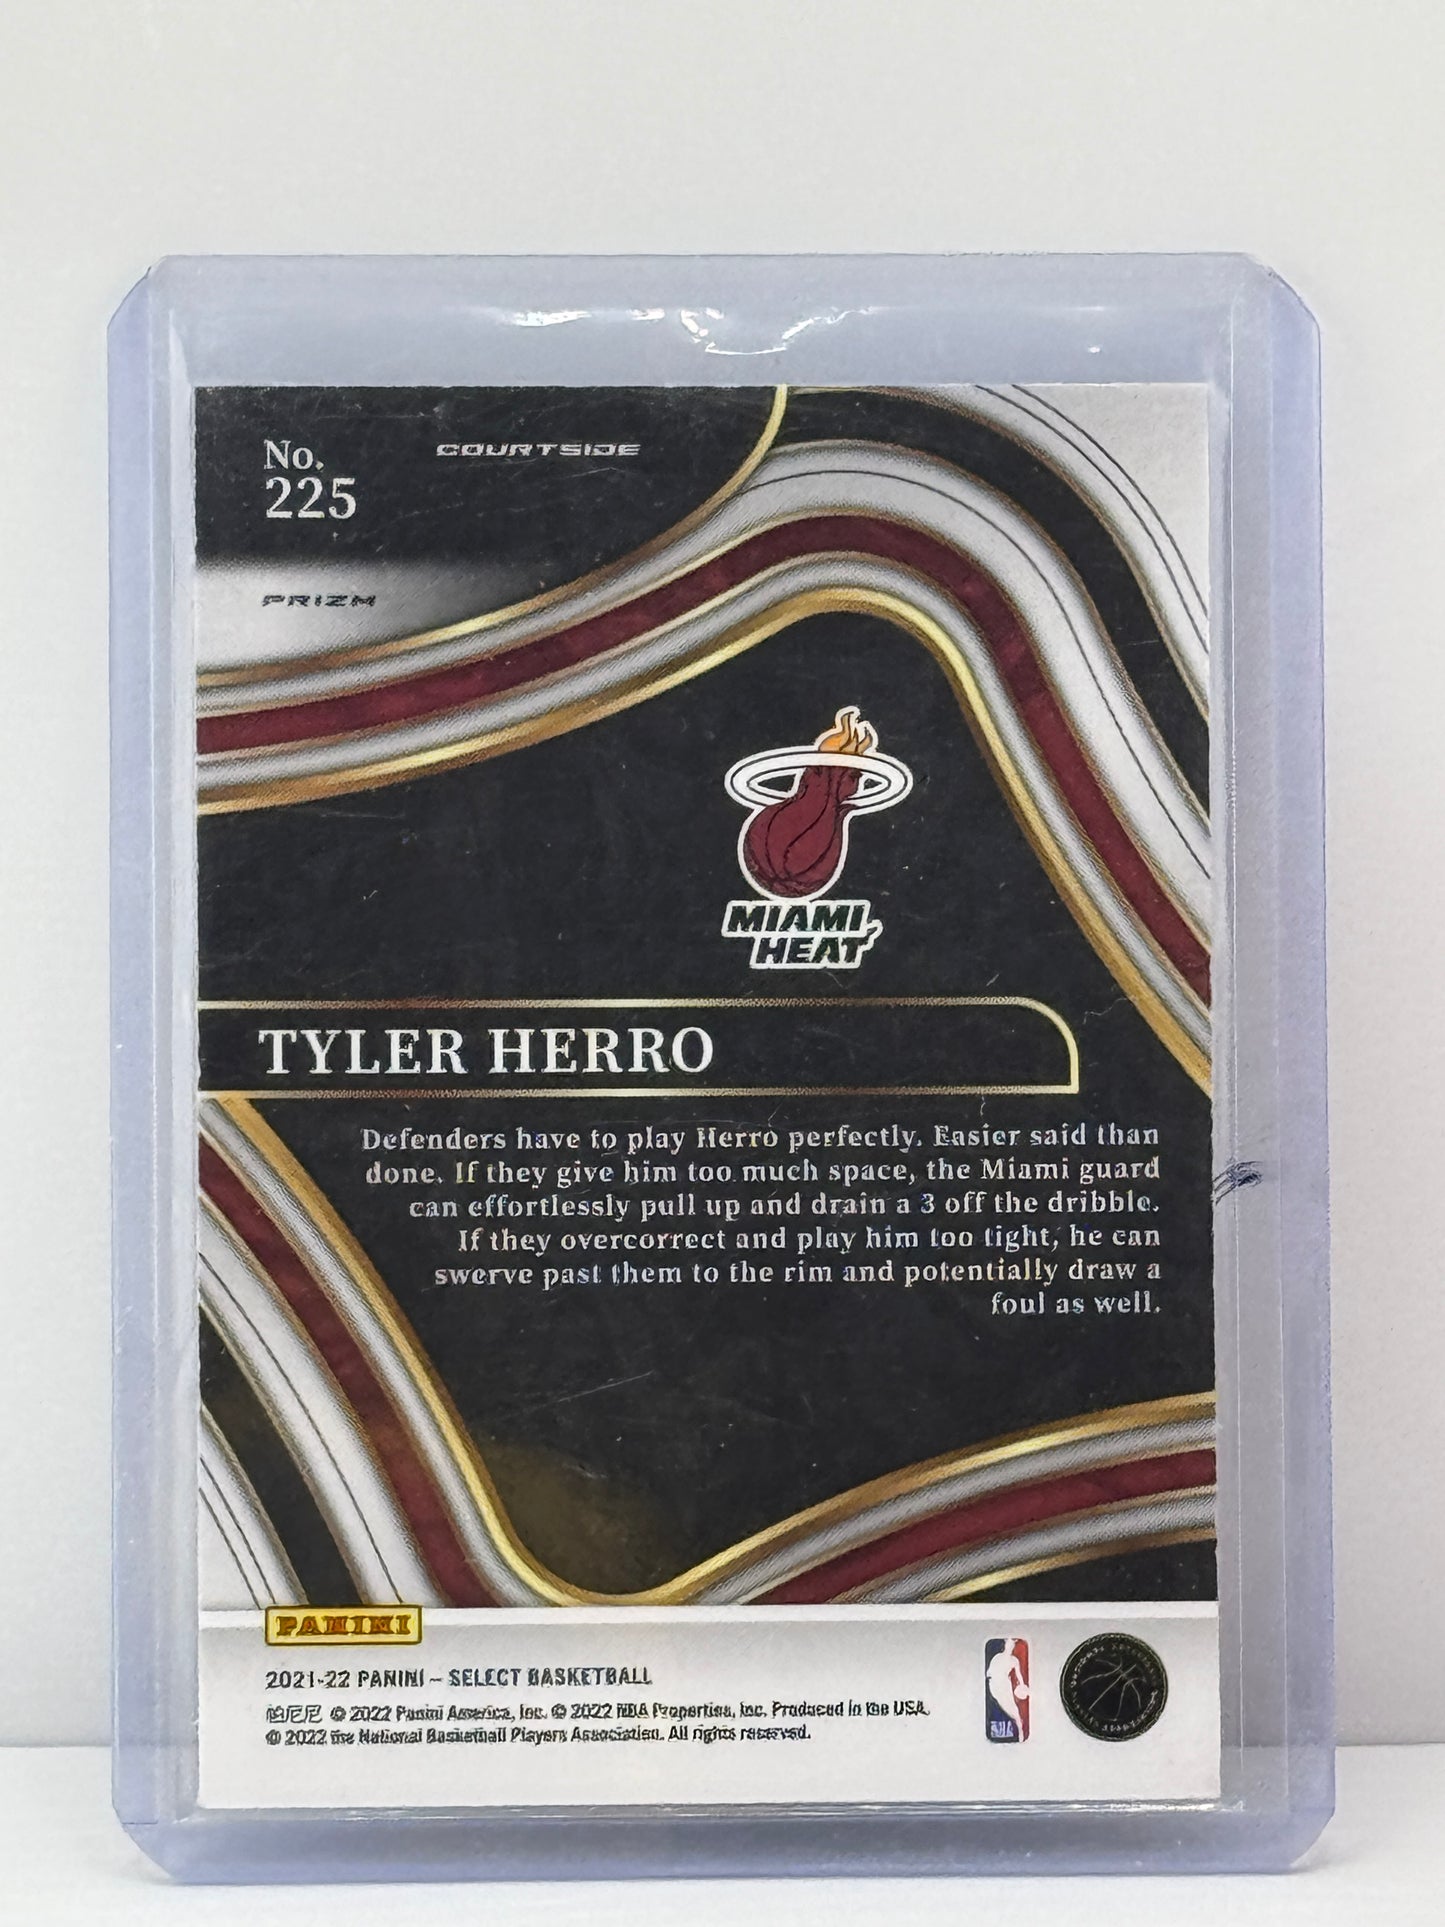 No.
225
COURTSIDE
PRIZM
MIAMI
HEAT
TYLER HERRO
Defenders have to play Herro perfectly. Easier said than
done. If they give him too much space, the Miami guard
can effortlessly pull up and drain a 3 off the dribble.
If they overcorrect and play him too tight, he can
swerve past them to the rim and potentially draw a
foul as well.
PANINI
2021-22 PANINI – SELECT BASKETBALL
© 2022 Panini America, Inc. © 2022 NBA Properties, Inc. Produced in the USA.
© 2022 the National Basketball Players Association. All rights reserved.
NBA